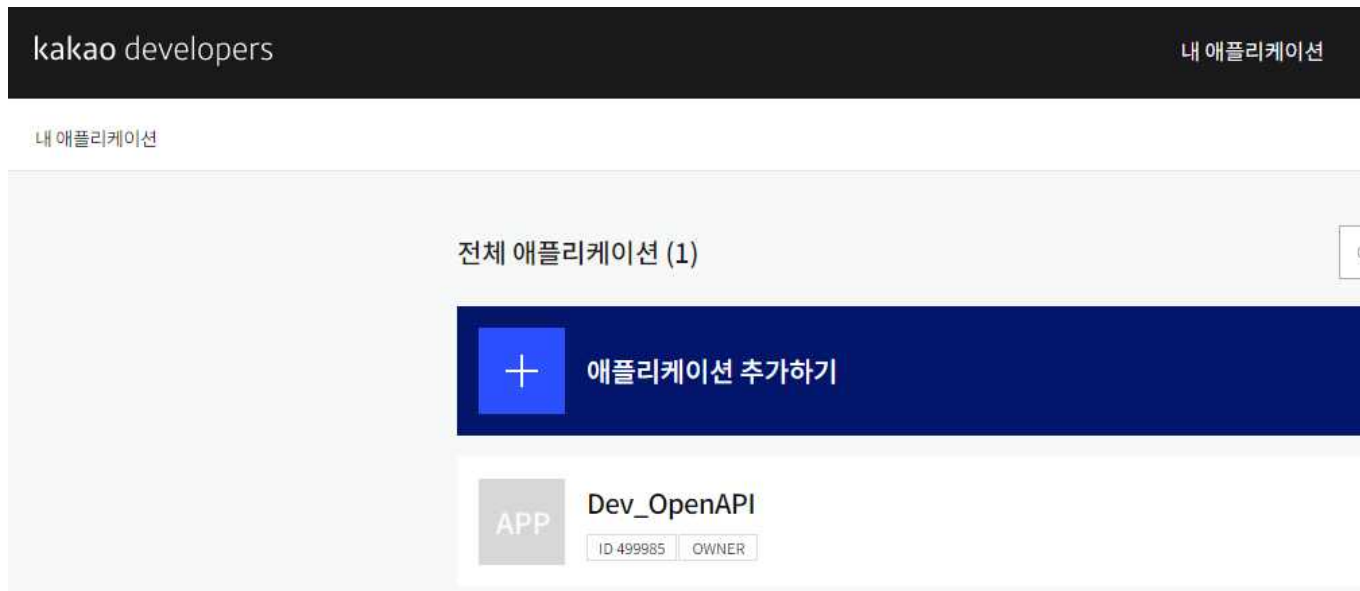 kakao developers
내 애플리케이션
내 애플리케이션
전체 애플리케이션 (1)
애플리케이션 추가하기
APP
Dev_OpenAPI
ID 499985 OWNER